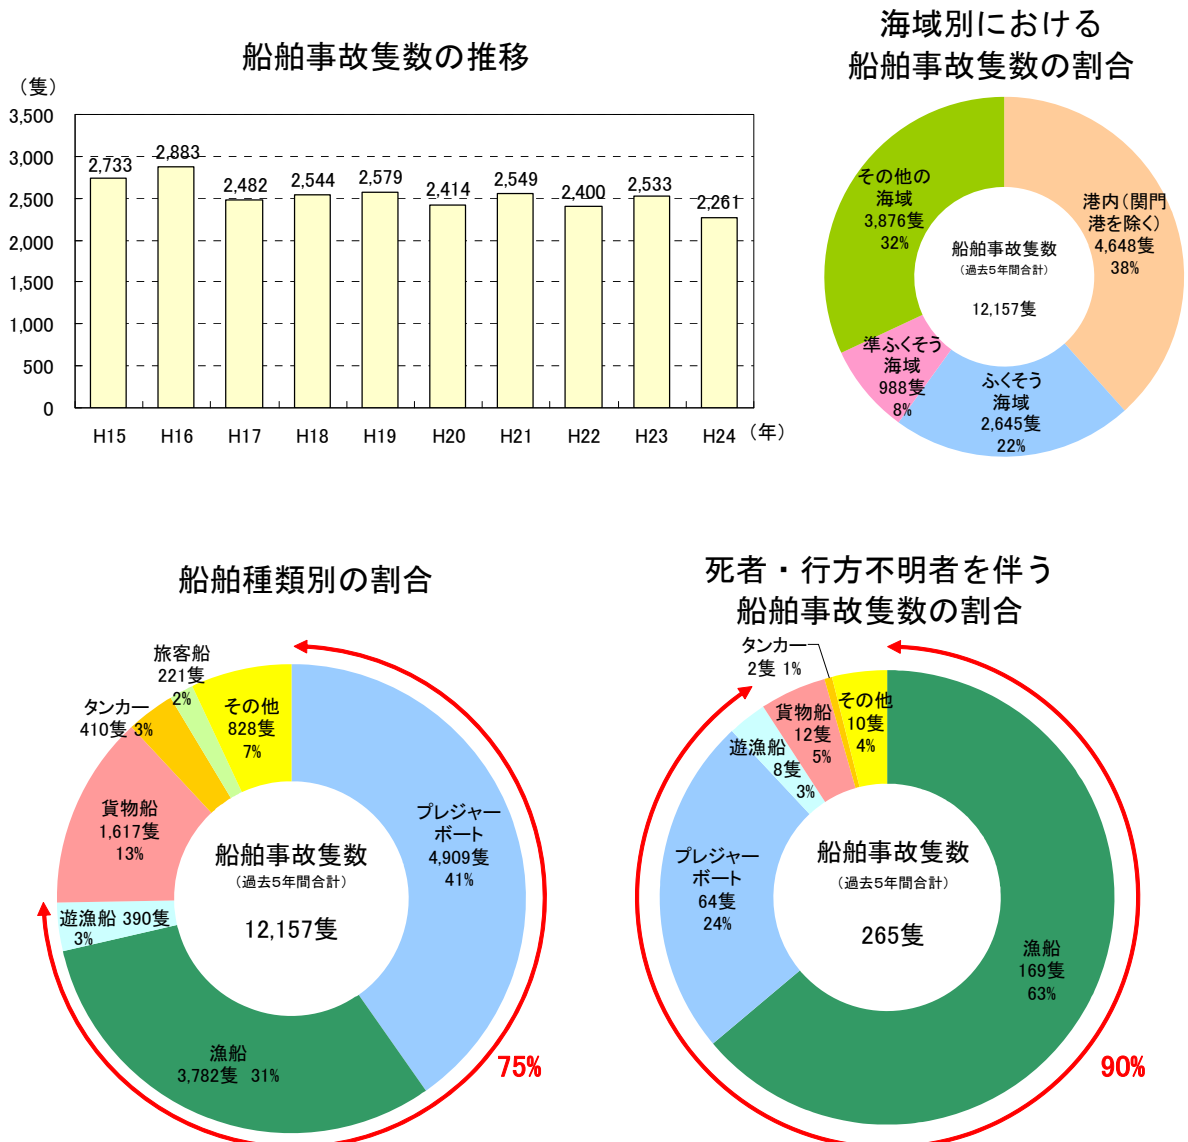 船舶事故隻数の推移
（隻）
3,500
3,000
2,500
2,000
1,500
1,000
500
0
2,733
2,883
2,482
2,544
2,579
2,414
2,549
2,400
2,533
2,261
H15
H16
H17
H18
H19
H20
H21
H22
H23
H24
（年）
海域別における
船舶事故隻数の割合
その他の
海域
3,876隻
32%
港内（関門
港を除く）
4,648隻
38%
船舶事故隻数
（過去5年間合計）
12,157隻
準ふくそう
海域
988隻
8%
ふくそう
海域
2,645隻
22%
船舶種類別の割合
旅客船
221隻
2%
タンカー
410隻 3%
その他
828隻
7%
貨物船
1,617隻
13%
プレジャー
ボート
4,909隻
41%
船舶事故隻数
（過去5年間合計）
12,157隻
遊漁船 390隻
3%
漁船
3,782隻 31%
75%
死者・行方不明者を伴う
船舶事故隻数の割合
タンカー
2隻 1%
その他
10隻
4%
貨物船
12隻
5%
遊漁船
8隻
3%
プレジャー
ボート
64隻
24%
船舶事故隻数
（過去5年間合計）
265隻
漁船
169隻
63%
90%